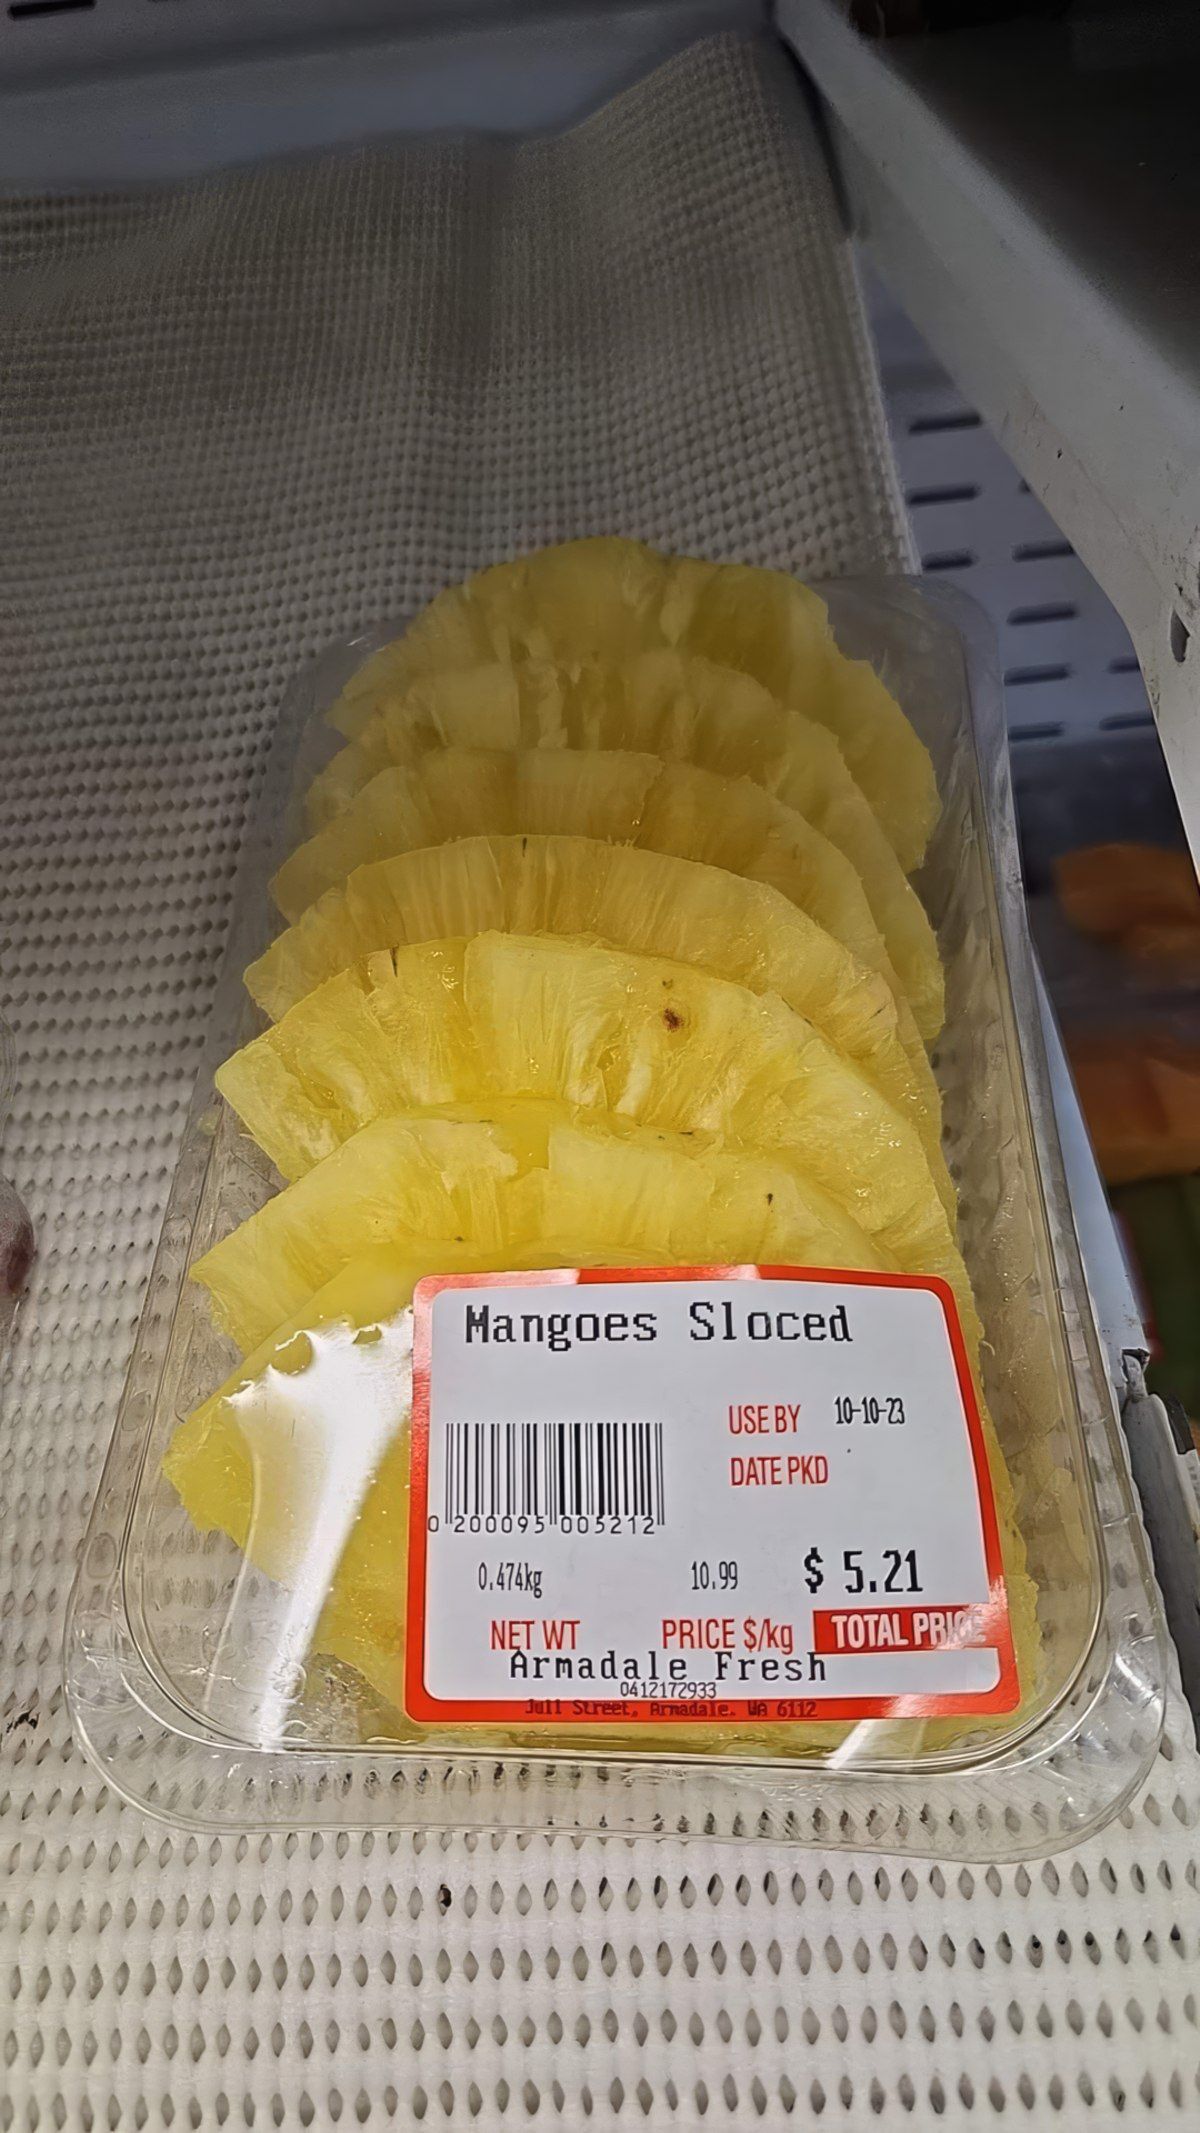 Mangoes Sloced
USE BY 10-10-23
DATE PKD
0 200095 005212
0.474kg 10.99 $ 5.21
NET WT PRICE $/kg TOTAL PRICE
Armadale Fresh
0412172933
Jull Street, Armadale. WA 6112